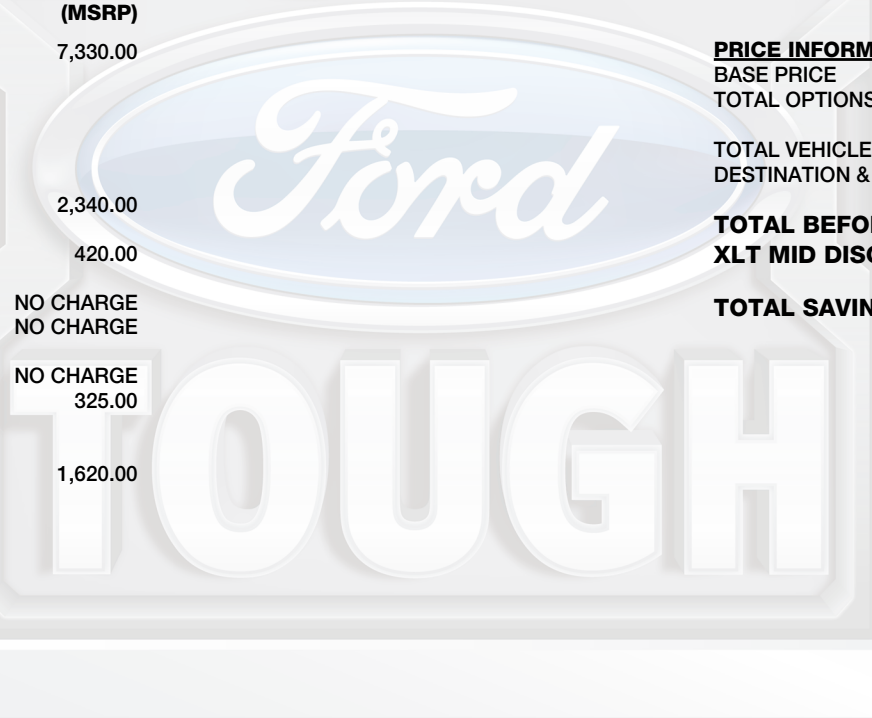 (MSRP)
7,330.00
2,340.00
420.00
NO CHARGE
NO CHARGE
NO CHARGE
325.00
1,620.00
PRICE INFORM
BASE PRICE
TOTAL OPTIONS
TOTAL VEHICLE
DESTINATION &
TOTAL BEFO
XLT MID DISC
TOTAL SAVIN
Ford
TOUGH